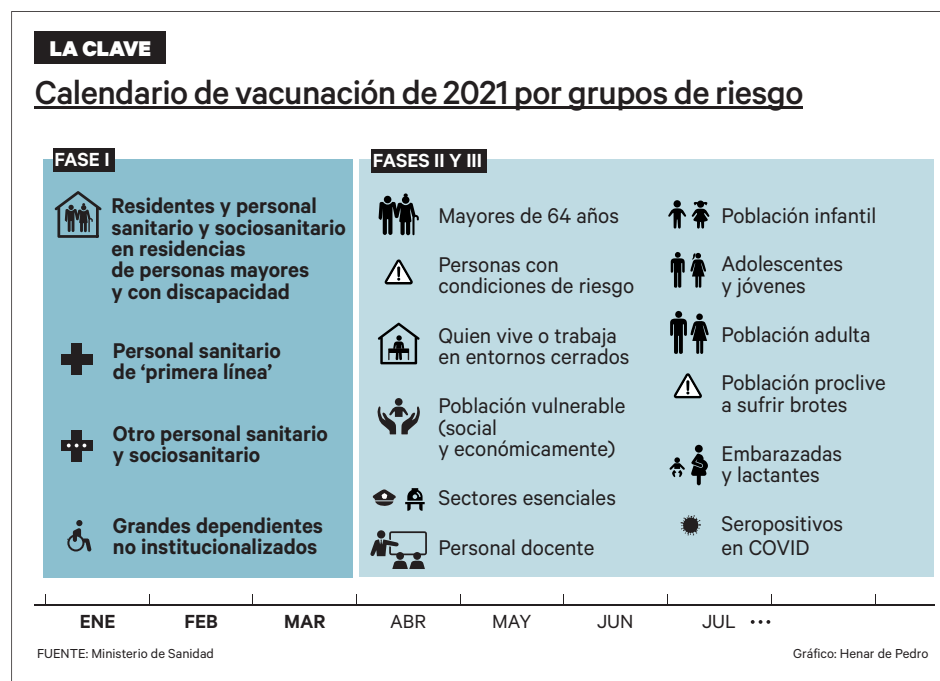 LA CLAVE
Calendario de vacunación de 2021 por grupos de riesgo
FASE I
Residentes y personal
sanitario y sociosanitario
en residencias
de personas mayores
y con discapacidad
Personal sanitario
de ‘primera línea’
Otro personal sanitario
y sociosanitario
Grandes dependientes
no institucionalizados
FASES II Y III
Mayores de 64 años
Personas con
condiciones de riesgo
Quien vive o trabaja
en entornos cerrados
Población vulnerable
(social
y económicamente)
Sectores esenciales
Personal docente
Población infantil
Adolescentes
y jóvenes
Población adulta
Población proclive
a sufrir brotes
Embarazadas
y lactantes
Seropositivos
en COVID
ENE FEB MAR ABR MAY JUN JUL ...
FUENTE: Ministerio de Sanidad
Gráfico: Henar de Pedro